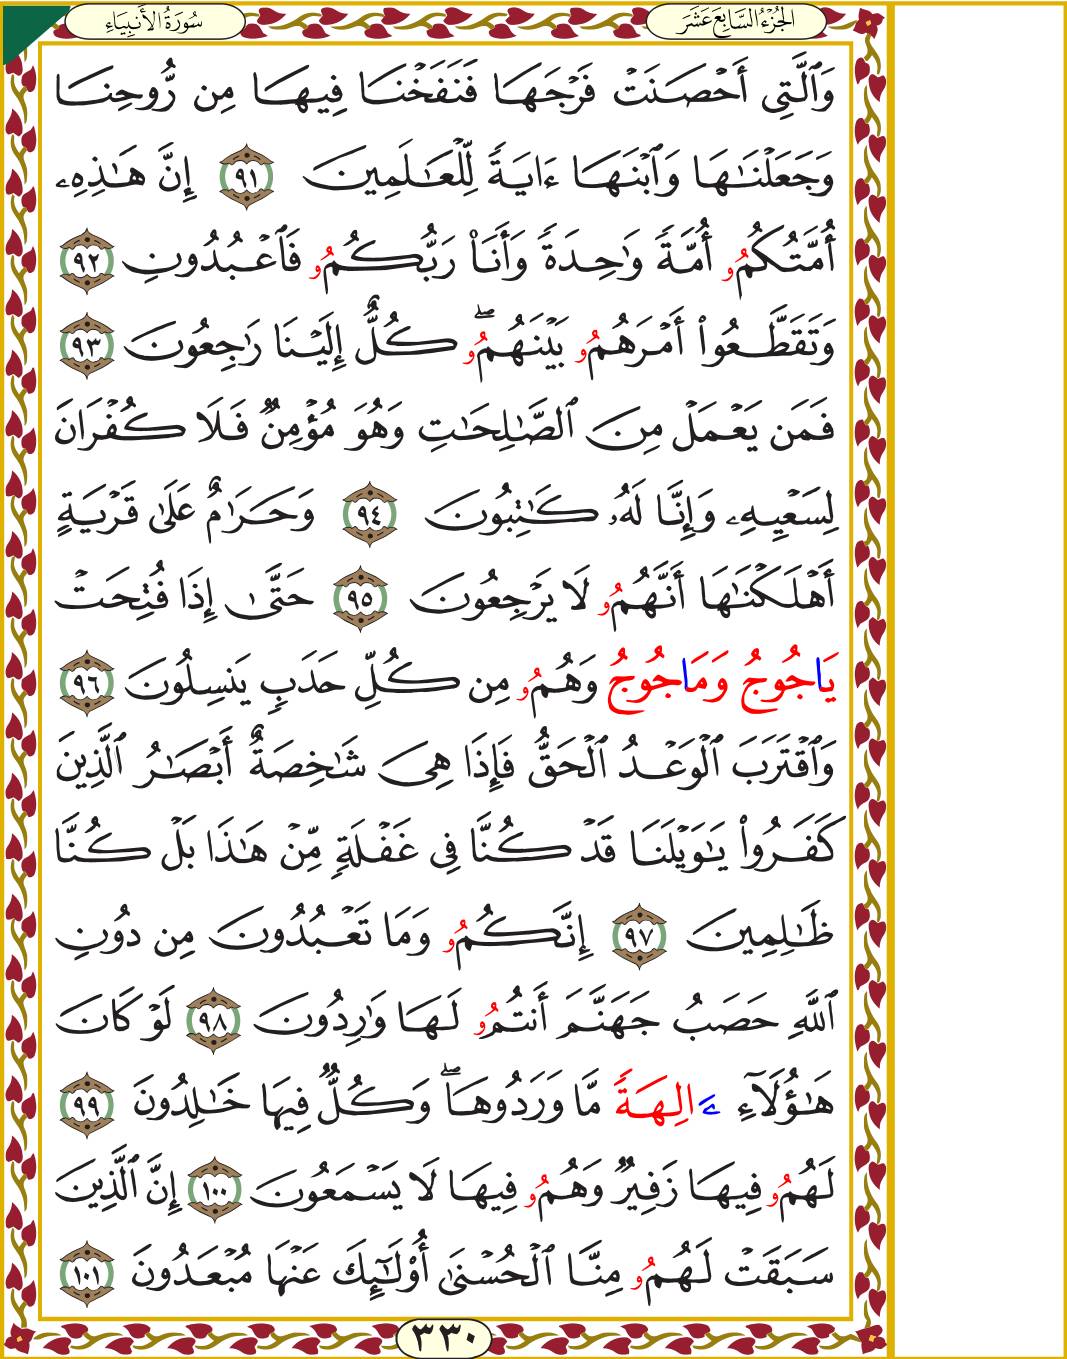 الجُزْءُ السَّابِعَ عَشَرَ
سُورَةُ الأَنبِيَاءِ
وَٱلَّتِي أَحْصَنَتْ فَرْجَهَا فَنَفَخْنَا فِيهَا مِن رُّوحِنَا
وَجَعَلْنَٰهَا وَٱبْنَهَا ءَايَةً لِّلْعَٰلَمِينَ ٩١ إِنَّ هَٰذِهِۦ
أُمَّتُكُمُۥ أُمَّةً وَٰحِدَةً وَأَنَا۠ رَبُّكُمُۥ فَٱعْبُدُونِ ٩٢
وَتَقَطَّعُوا۟ أَمْرَهُمُۥ بَيْنَهُمُۥۖ كُلٌّ إِلَيْنَا رَٰجِعُونَ ٩٣
فَمَن يَعْمَلْ مِنَ ٱلصَّٰلِحَٰتِ وَهُوَ مُؤْمِنٌ فَلَا كُفْرَانَ
لِسَعْيِهِۦ وَإِنَّا لَهُۥ كَٰتِبُونَ ٩٤ وَحَرَٰمٌ عَلَىٰ قَرْيَةٍ
أَهْلَكْنَٰهَا أَنَّهُمُۥ لَا يَرْجِعُونَ ٩٥ حَتَّىٰ إِذَا فُتِحَتْ
يَاجُوجُ وَمَاجُوجُ وَهُمُۥ مِن كُلِّ حَدَبٍ يَنسِلُونَ ٩٦
وَٱقْتَرَبَ ٱلْوَعْدُ ٱلْحَقُّ فَإِذَا هِيَ شَٰخِصَةٌ أَبْصَٰرُ ٱلَّذِينَ
كَفَرُوا۟ يَٰوَيْلَنَا قَدْ كُنَّا فِي غَفْلَةٍ مِّنْ هَٰذَا بَلْ كُنَّا
ظَٰلِمِينَ ٩٧ إِنَّكُمُۥ وَمَا تَعْبُدُونَ مِن دُونِ
ٱللَّهِ حَصَبُ جَهَنَّمَ أَنتُمُۥ لَهَا وَٰرِدُونَ ٩٨ لَوْ كَانَ
هَٰؤُلَآءِ ءَالِهَةً مَّا وَرَدُوهَاۖ وَكُلٌّ فِيهَا خَٰلِدُونَ ٩٩
لَهُمُۥ فِيهَا زَفِيرٌ وَهُمُۥ فِيهَا لَا يَسْمَعُونَ ١٠٠ إِنَّ ٱلَّذِينَ
سَبَقَتْ لَهُمُۥ مِنَّا ٱلْحُسْنَىٰ أُو۟لَٰٓئِكَ عَنْهَا مُبْعَدُونَ ١٠١
٣٣٠